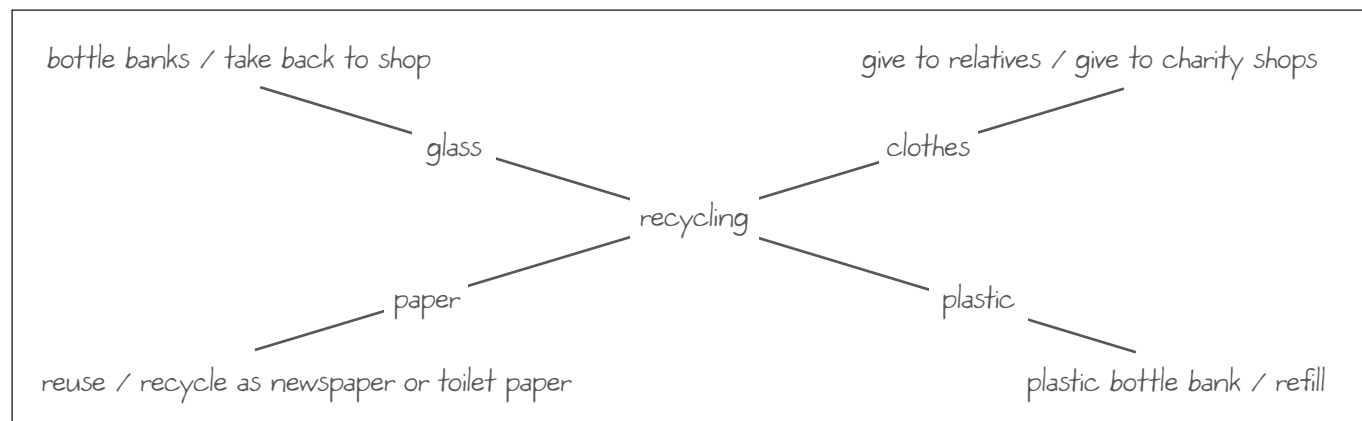 bottle banks / take back to shop
give to relatives / give to charity shops
glass
clothes
recycling
paper
plastic
reuse / recycle as newspaper or toilet paper
plastic bottle bank / refill